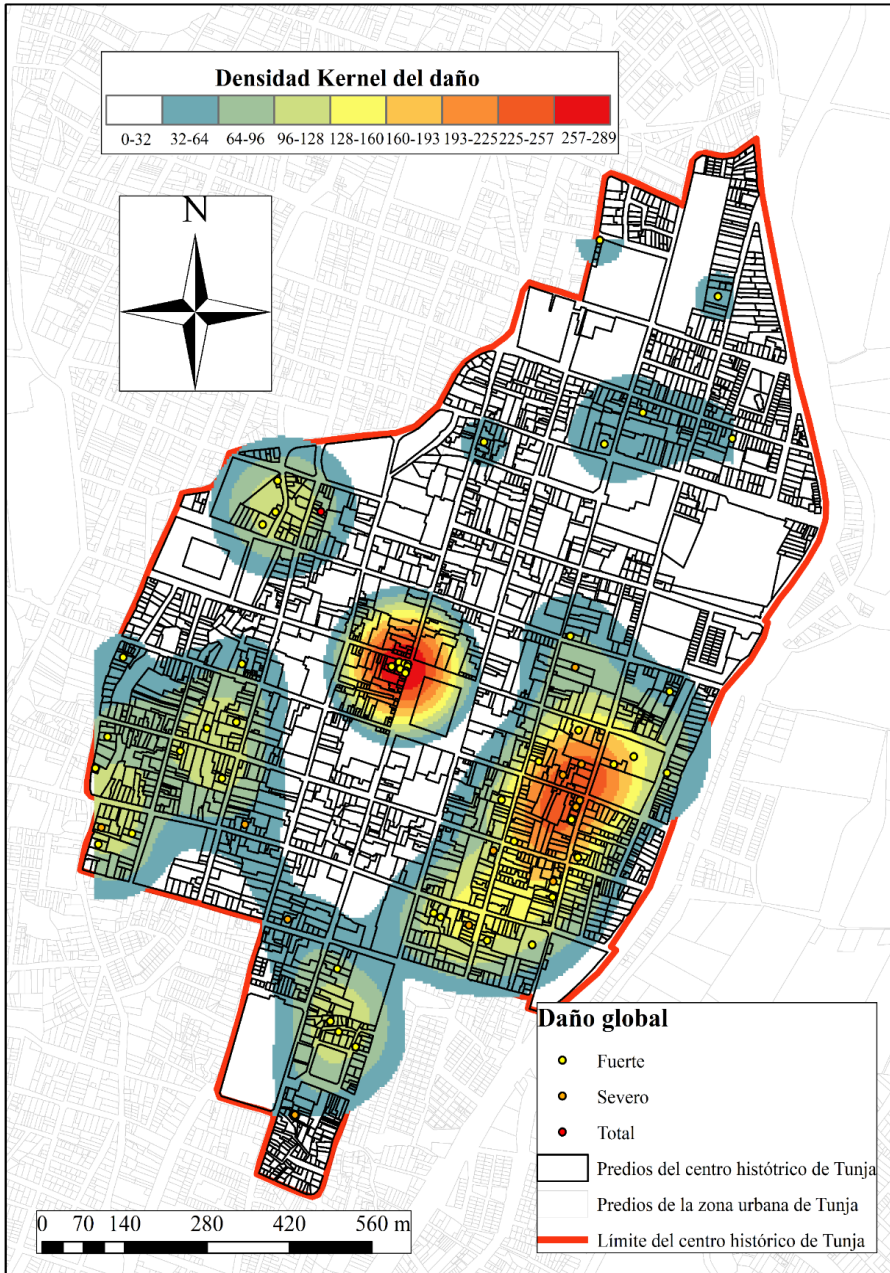 Densidad Kernel del daño
0-32 32-64 64-96 96-128 128-160 160-193 193-225 225-257 257-289
N
Daño global
Fuerte
Severo
Total
Predios del centro histótrico de Tunja
Predios de la zona urbana de Tunja
Límite del centro histórico de Tunja
0 70 140 280 420 560 m